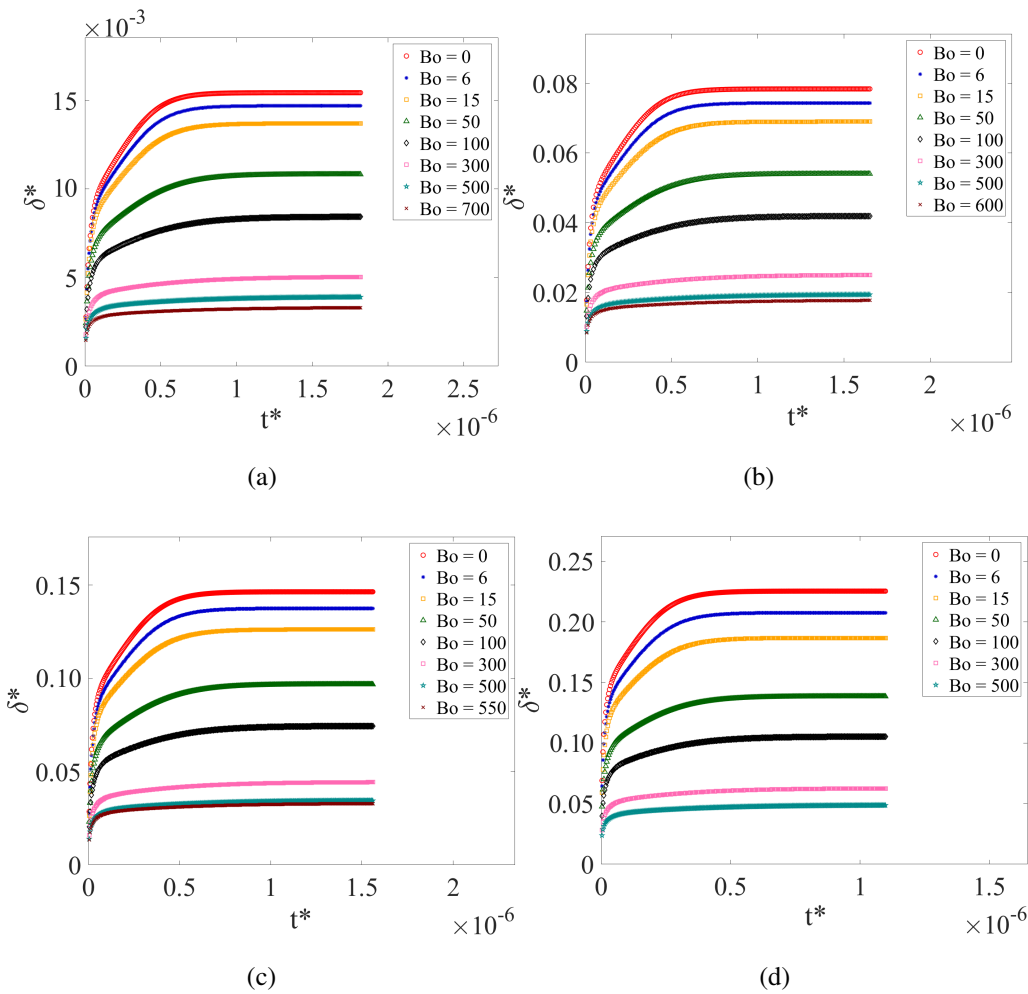 ×10⁻³
Bo = 0
Bo = 6
Bo = 15
Bo = 50
Bo = 100
Bo = 300
Bo = 500
Bo = 700
15
10
5
0
δ*
0 0.5 1 1.5 2 2.5
t*
×10⁻⁶
(a)
Bo = 0
Bo = 6
Bo = 15
Bo = 50
Bo = 100
Bo = 300
Bo = 500
Bo = 600
0.08
0.06
0.04
0.02
0
δ*
0 0.5 1 1.5 2
t*
×10⁻⁶
(b)
Bo = 0
Bo = 6
Bo = 15
Bo = 50
Bo = 100
Bo = 300
Bo = 500
Bo = 550
0.15
0.10
0.05
0
δ*
0 0.5 1 1.5 2
t*
×10⁻⁶
(c)
Bo = 0
Bo = 6
Bo = 15
Bo = 50
Bo = 100
Bo = 300
Bo = 500
0.25
0.20
0.15
0.10
0.05
0
δ*
0 0.5 1 1.5
t*
×10⁻⁶
(d)